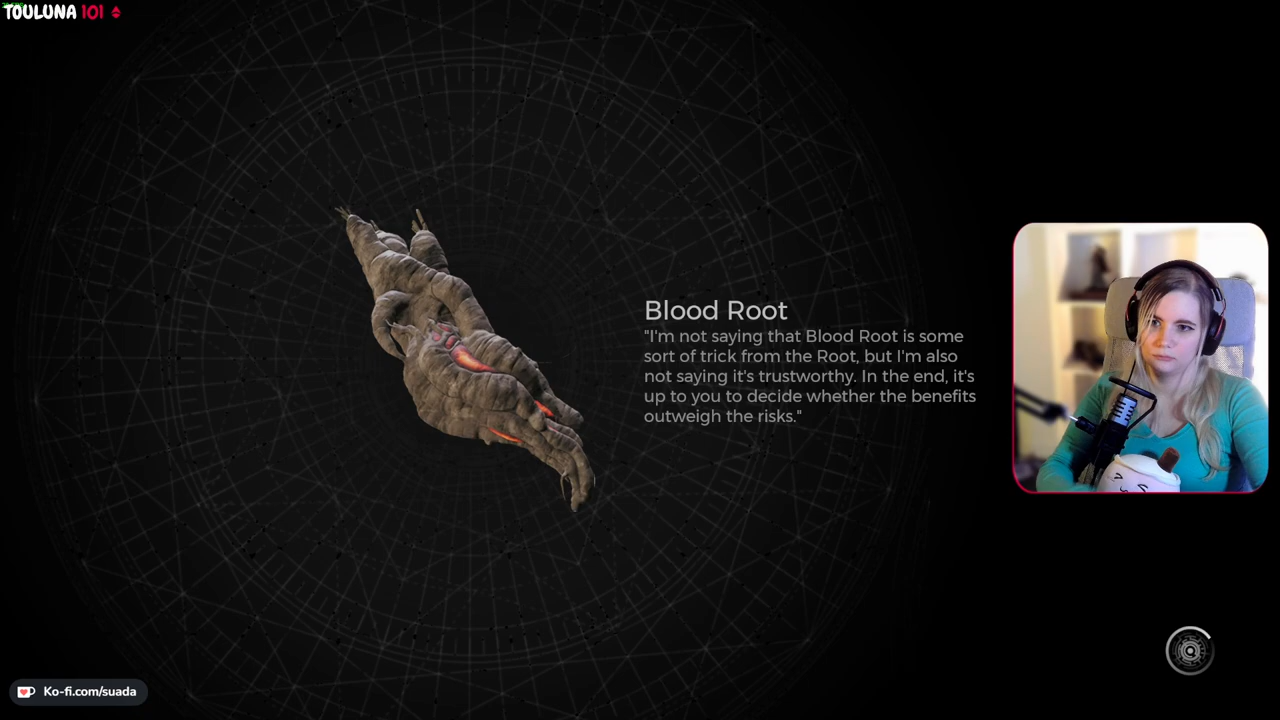 TOULUNA 101
Blood Root
"I'm not saying that Blood Root is some
sort of trick from the Root, but I'm also
not saying it's trustworthy. In the end, it's
up to you to decide whether the benefits
outweigh the risks."
Ko-fi.com/suada